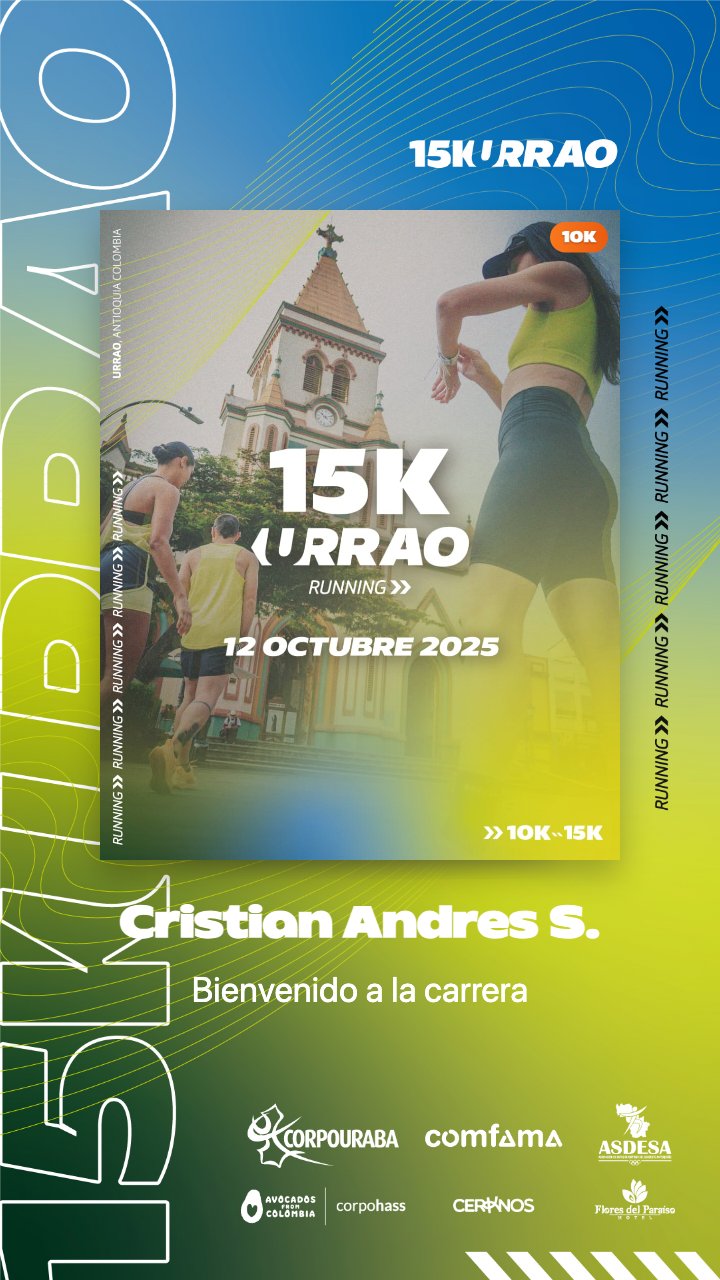 15K URRAO
15KURRAO
10K
URRAO, ANTIOQUIA COLOMBIA
15K
URRAO
RUNNING »
12 OCTUBRE 2025
RUNNING » RUNNING » RUNNING » RUNNING »
RUNNING » RUNNING » RUNNING » RUNNING » RUNNING »
» 10K » 15K
Cristian Andres S.
Bienvenido a la carrera
CORPOURABA
comfama
ASDESA
AVOCADOS
FROM
COLOMBIA
corpohass
CERKNOS
Flores del Paraíso
HOTEL